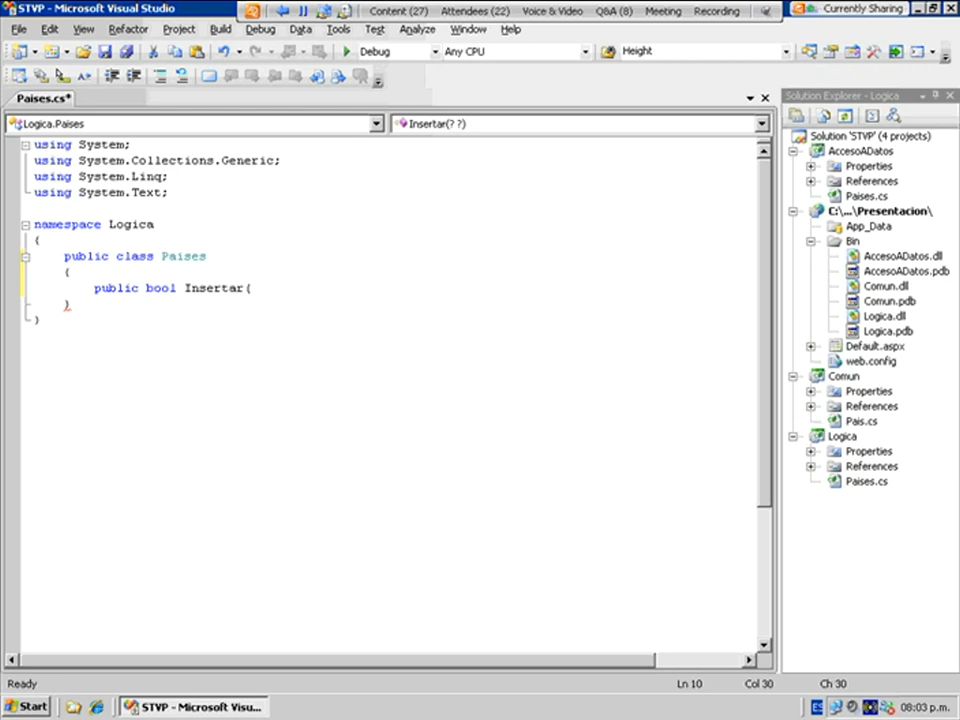 STVP - Microsoft Visual Studio
Content (27) Attendees (22) Voice & Video Q&A (8) Meeting Recording
Currently Sharing
File Edit View Refactor Project Build Debug Data Tools Test Analyze Window Help
Debug Any CPU Height
Paises.cs*
Logica.Paises
Insertar(? ?)
using System;
using System.Collections.Generic;
using System.Linq;
using System.Text;
namespace Logica
{
public class Paises
{
public bool Insertar(
}
}
Solution Explorer - Logica
Solution 'STVP' (4 projects)
AccesoADatos
Properties
References
Paises.cs
C:\...\Presentacion\
App_Data
Bin
AccesoADatos.dll
AccesoADatos.pdb
Comun.dll
Comun.pdb
Logica.dll
Logica.pdb
Default.aspx
web.config
Comun
Properties
References
Pais.cs
Logica
Properties
References
Paises.cs
Ready Ln 10 Col 30 Ch 30
Start STVP - Microsoft Visu... ES 08:03 p.m.